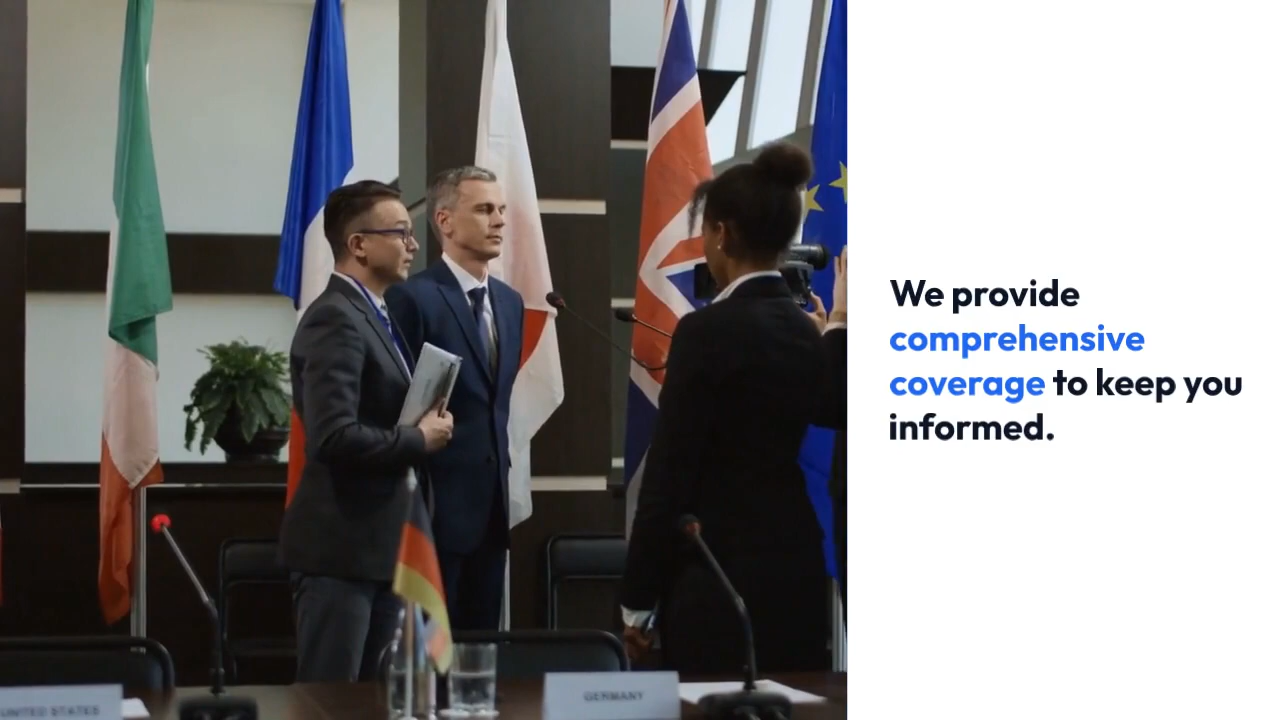 We provide
comprehensive
coverage to keep you
informed.
UNITED STATES
GERMANY